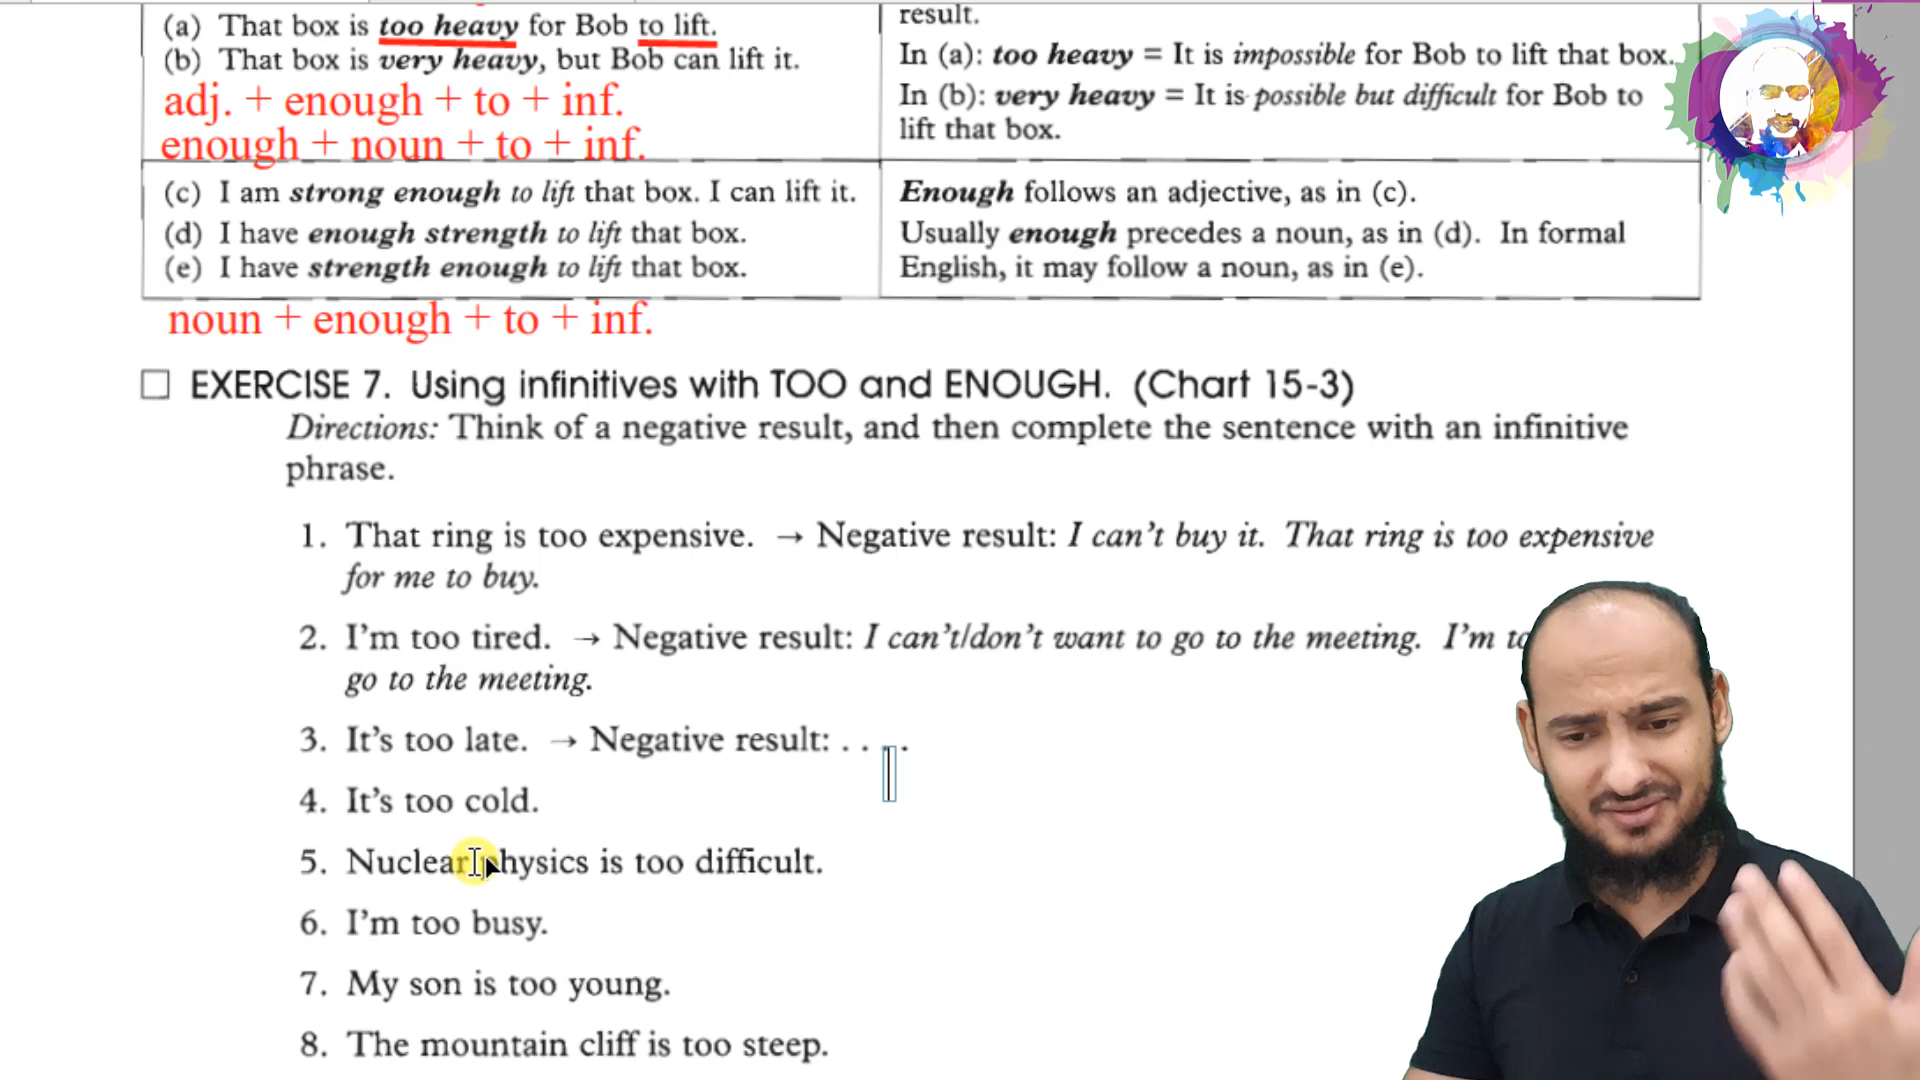 (a) That box is too heavy for Bob to lift.
(b) That box is very heavy, but Bob can lift it.
adj. + enough + to + inf.
enough + noun + to + inf.
result.
In (a): too heavy = It is impossible for Bob to lift that box.
In (b): very heavy = It is possible but difficult for Bob to
lift that box.
(c) I am strong enough to lift that box. I can lift it.
(d) I have enough strength to lift that box.
(e) I have strength enough to lift that box.
Enough follows an adjective, as in (c).
Usually enough precedes a noun, as in (d). In formal
English, it may follow a noun, as in (e).
noun + enough + to + inf.
EXERCISE 7. Using infinitives with TOO and ENOUGH. (Chart 15-3)
Directions: Think of a negative result, and then complete the sentence with an infinitive
phrase.
1. That ring is too expensive. → Negative result: I can't buy it. That ring is too expensive
for me to buy.
2. I'm too tired. → Negative result: I can't/don't want to go to the meeting. I'm
go to the meeting.
3. It's too late. → Negative result: . . . .
4. It's too cold.
5. Nuclear physics is too difficult.
6. I'm too busy.
7. My son is too young.
8. The mountain cliff is too steep.